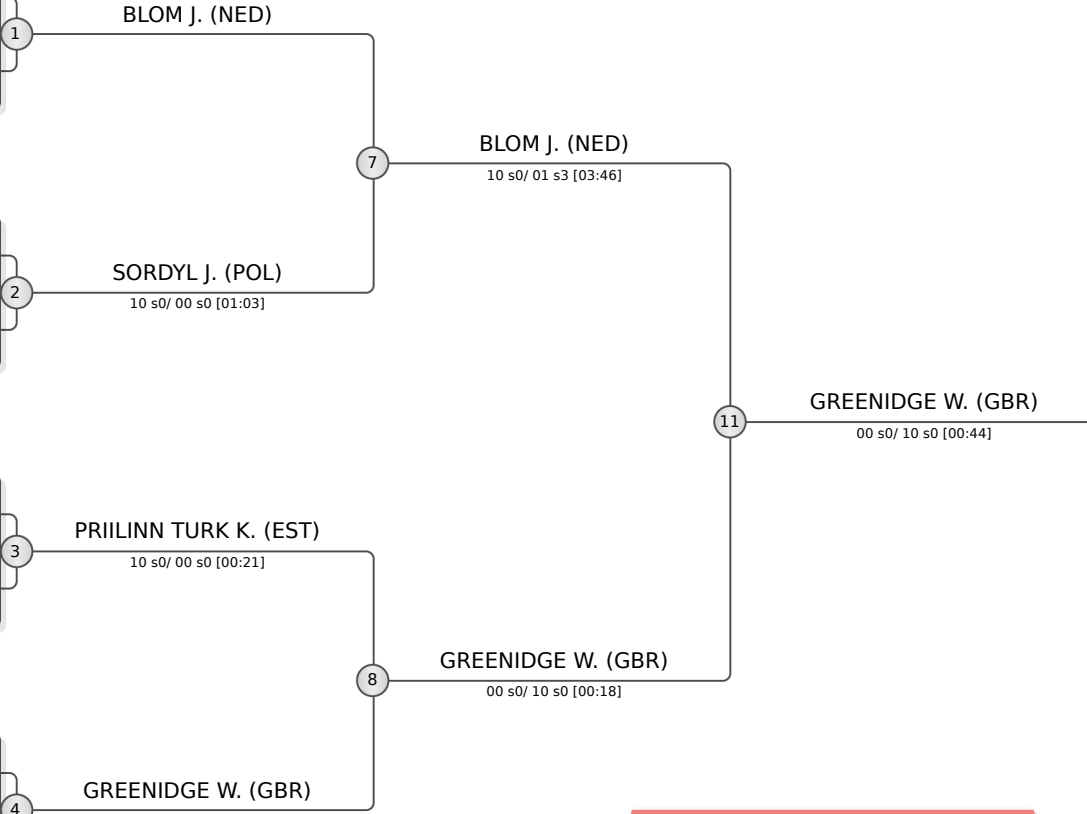 BLOM J. (NED)
1
7
BLOM J. (NED)
10 s0/ 01 s3 [03:46]
SORDYL J. (POL)
2
10 s0/ 00 s0 [01:03]
GREENIDGE W. (GBR)
11
00 s0/ 10 s0 [00:44]
PRIILINN TURK K. (EST)
3
10 s0/ 00 s0 [00:21]
GREENIDGE W. (GBR)
8
00 s0/ 10 s0 [00:18]
GREENIDGE W. (GBR)
4